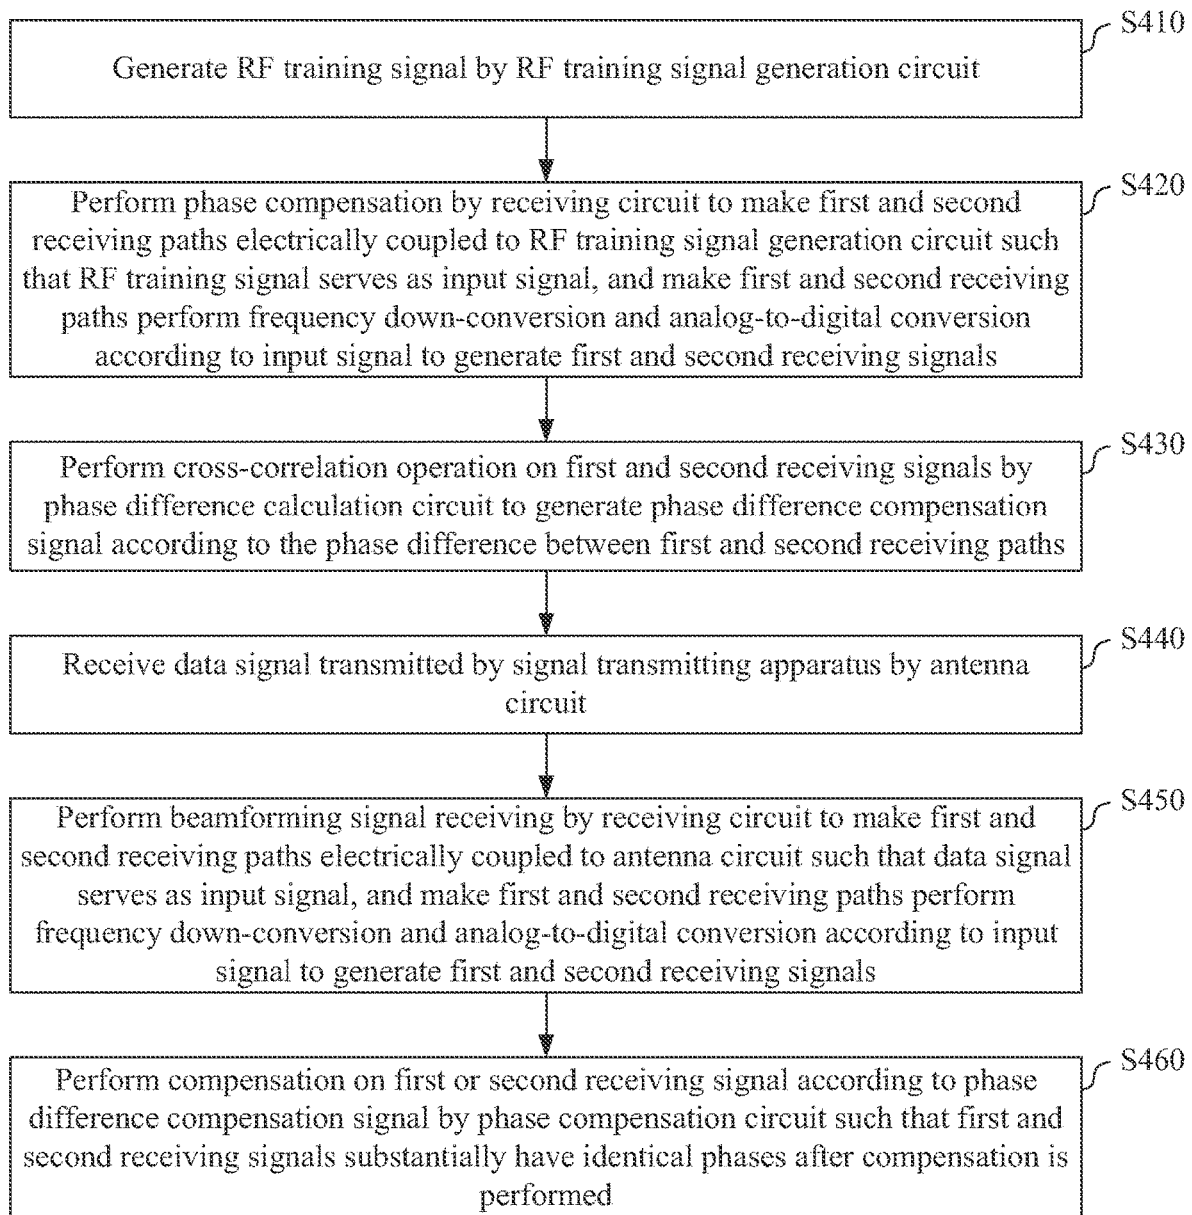 S410
Generate RF training signal by RF training signal generation circuit
S420
Perform phase compensation by receiving circuit to make first and second
receiving paths electrically coupled to RF training signal generation circuit such
that RF training signal serves as input signal, and make first and second receiving
paths perform frequency down-conversion and analog-to-digital conversion
according to input signal to generate first and second receiving signals
S430
Perform cross-correlation operation on first and second receiving signals by
phase difference calculation circuit to generate phase difference compensation
signal according to the phase difference between first and second receiving paths
S440
Receive data signal transmitted by signal transmitting apparatus by antenna
circuit
S450
Perform beamforming signal receiving by receiving circuit to make first and
second receiving paths electrically coupled to antenna circuit such that data signal
serves as input signal, and make first and second receiving paths perform
frequency down-conversion and analog-to-digital conversion according to input
signal to generate first and second receiving signals
S460
Perform compensation on first or second receiving signal according to phase
difference compensation signal by phase compensation circuit such that first and
second receiving signals substantially have identical phases after compensation is
performed